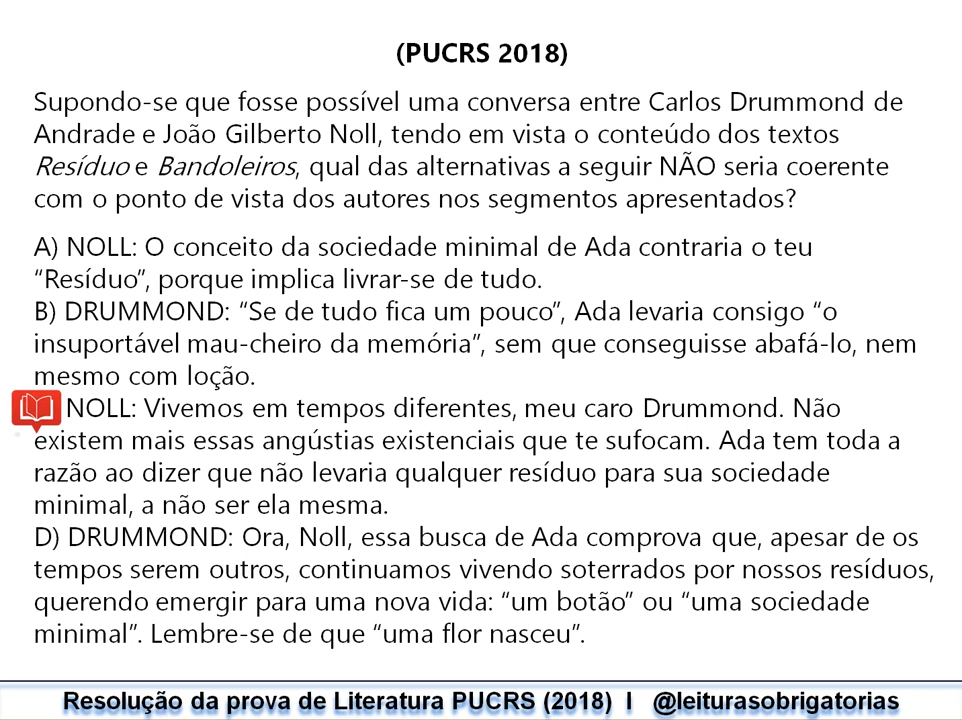 (PUCRS 2018)
Supondo-se que fosse possível uma conversa entre Carlos Drummond de
Andrade e João Gilberto Noll, tendo em vista o conteúdo dos textos
Resíduo e Bandoleiros, qual das alternativas a seguir NÃO seria coerente
com o ponto de vista dos autores nos segmentos apresentados?
A) NOLL: O conceito da sociedade minimal de Ada contraria o teu
“Resíduo”, porque implica livrar-se de tudo.
B) DRUMMOND: “Se de tudo fica um pouco”, Ada levaria consigo “o
insuportável mau-cheiro da memória”, sem que conseguisse abafá-lo, nem
mesmo com loção.
NOLL: Vivemos em tempos diferentes, meu caro Drummond. Não
existem mais essas angústias existenciais que te sufocam. Ada tem toda a
razão ao dizer que não levaria qualquer resíduo para sua sociedade
minimal, a não ser ela mesma.
D) DRUMMOND: Ora, Noll, essa busca de Ada comprova que, apesar de os
tempos serem outros, continuamos vivendo soterrados por nossos resíduos,
querendo emergir para uma nova vida: “um botão” ou “uma sociedade
minimal”. Lembre-se de que “uma flor nasceu”.
Resolução da prova de Literatura PUCRS (2018) I @leiturasobrigatorias